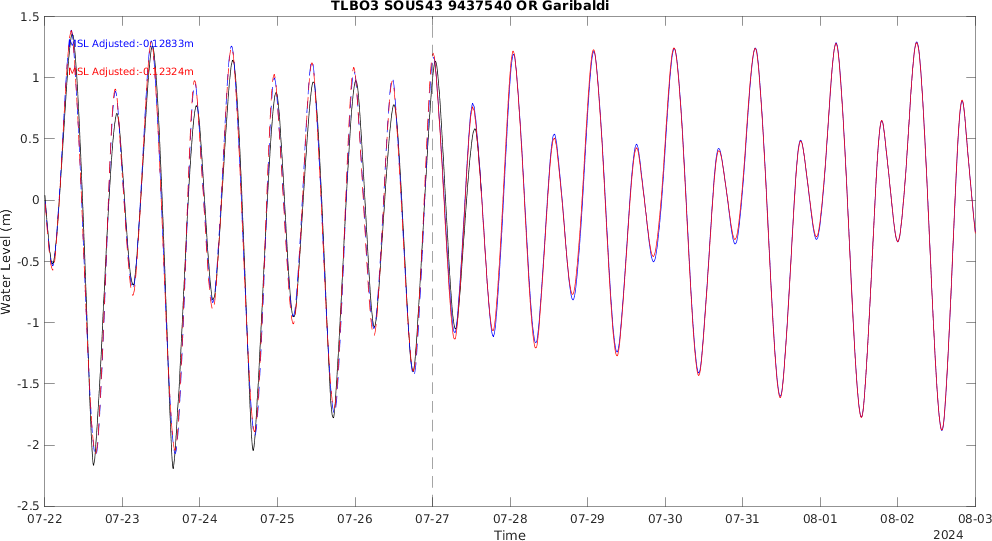 TLBO3 SOUS43 9437540 OR Garibaldi
MSL Adjusted:-0.12833m
MSL Adjusted:-0.12324m
Water Level (m)
1.5
1
0.5
0
-0.5
-1
-1.5
-2
-2.5
07-22 07-23 07-24 07-25 07-26 07-27 07-28 07-29 07-30 07-31 08-01 08-02 08-03
Time
2024